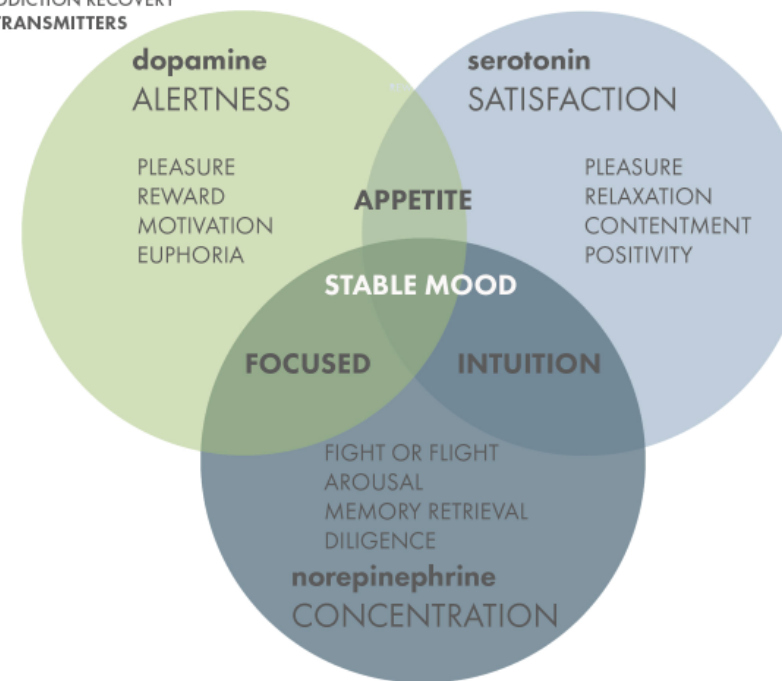 RECOVERY
TRANSMITTERS
dopamine
ALERTNESS
PLEASURE
REWARD
MOTIVATION
EUPHORIA
serotonin
SATISFACTION
PLEASURE
RELAXATION
CONTENTMENT
POSITIVITY
APPETITE
STABLE MOOD
FOCUSED
INTUITION
FIGHT OR FLIGHT
AROUSAL
MEMORY RETRIEVAL
DILIGENCE
norepinephrine
CONCENTRATION